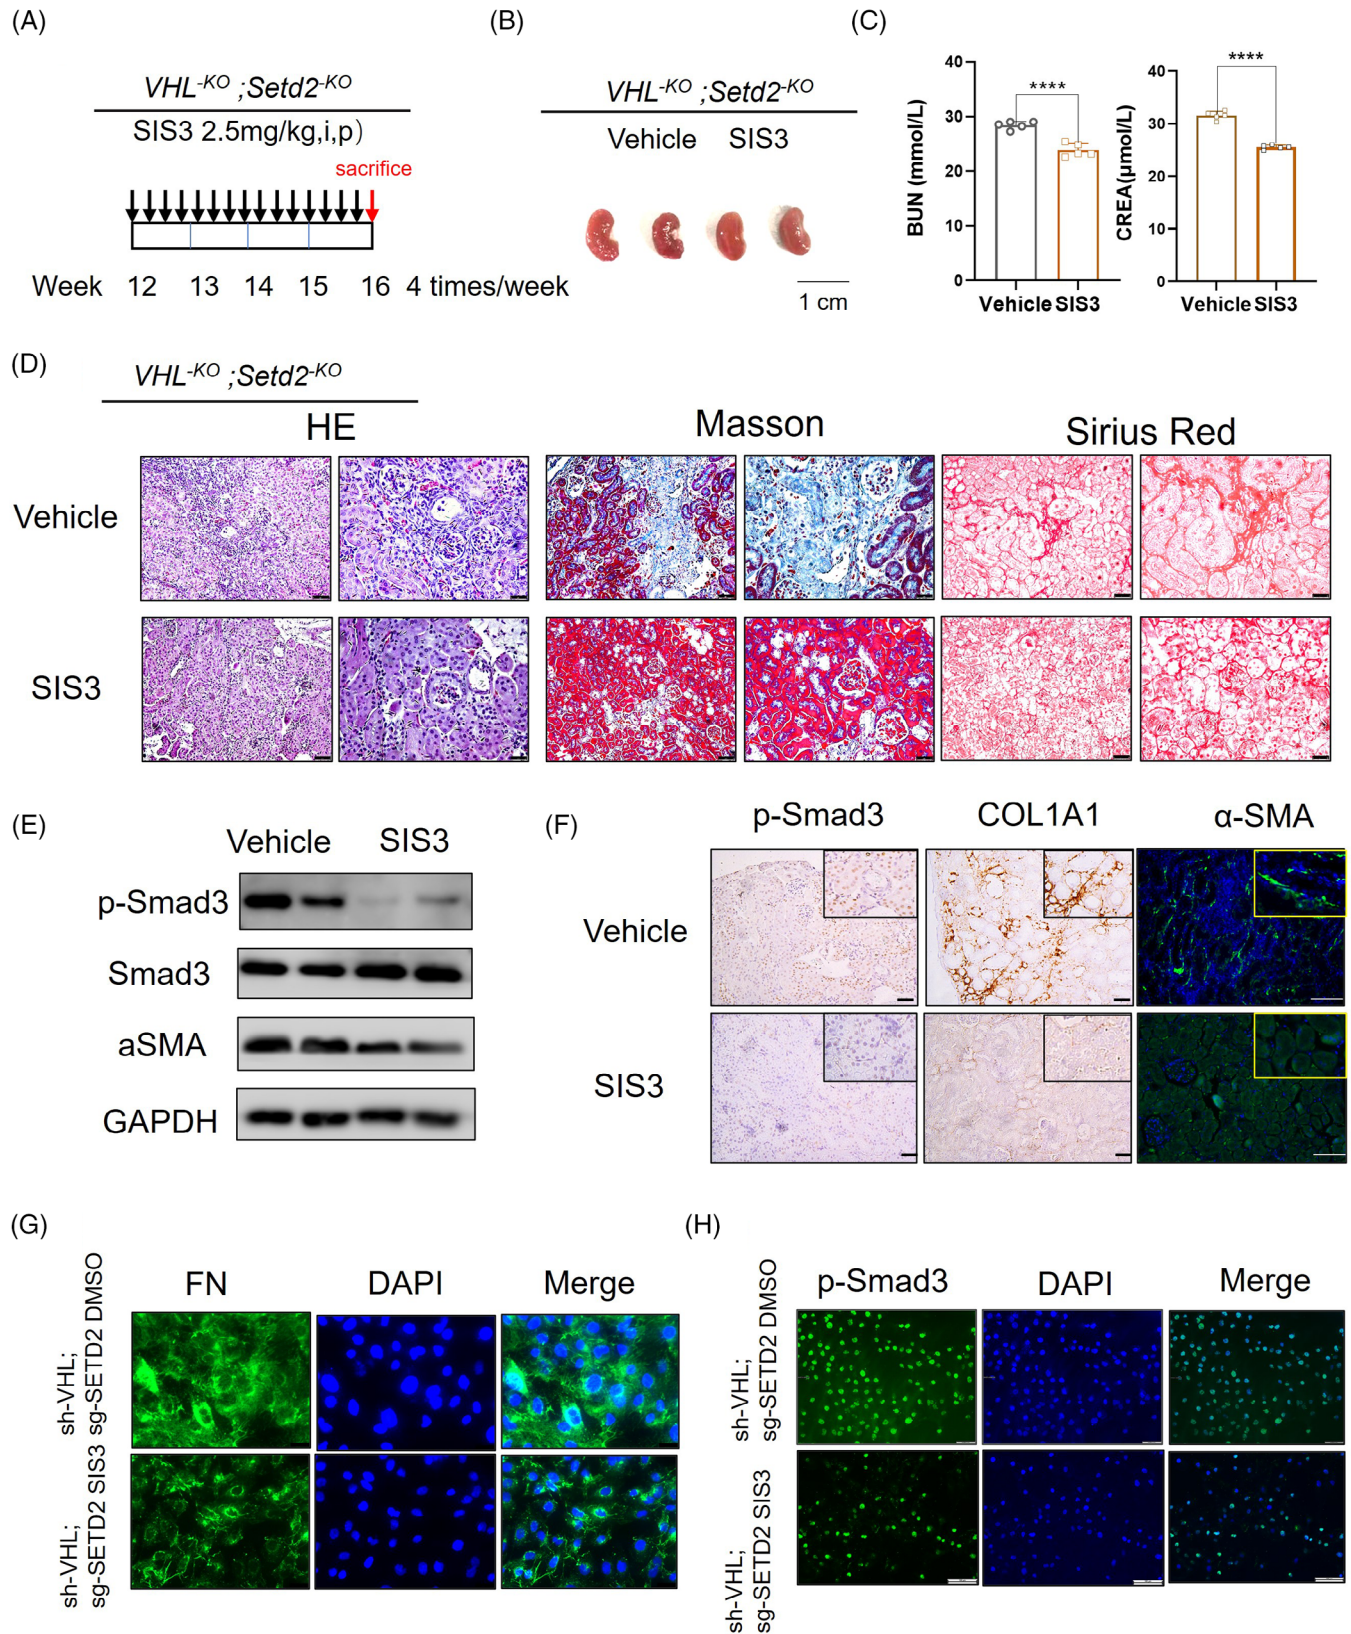 (A)
VHL-KO ;Setd2-KO
SIS3 2.5mg/kg,i,p)
sacrifice
Week 12 13 14 15 16 4 times/week
(B)
VHL-KO ;Setd2-KO
Vehicle SIS3
1 cm
(C)
BUN (mmol/L)
40
30
20
10
0
****
Vehicle SIS3
CREA(μmol/L)
40
30
20
10
0
****
Vehicle SIS3
(D)
VHL-KO ;Setd2-KO
HE Masson Sirius Red
Vehicle
SIS3
(E)
Vehicle SIS3
p-Smad3
Smad3
aSMA
GAPDH
(F)
p-Smad3 COL1A1 α-SMA
Vehicle
SIS3
(G)
FN DAPI Merge
sh-VHL;
sg-SETD2 DMSO
sh-VHL;
sg-SETD2 SIS3
(H)
p-Smad3 DAPI Merge
sh-VHL;
sg-SETD2 DMSO
sh-VHL;
sg-SETD2 SIS3